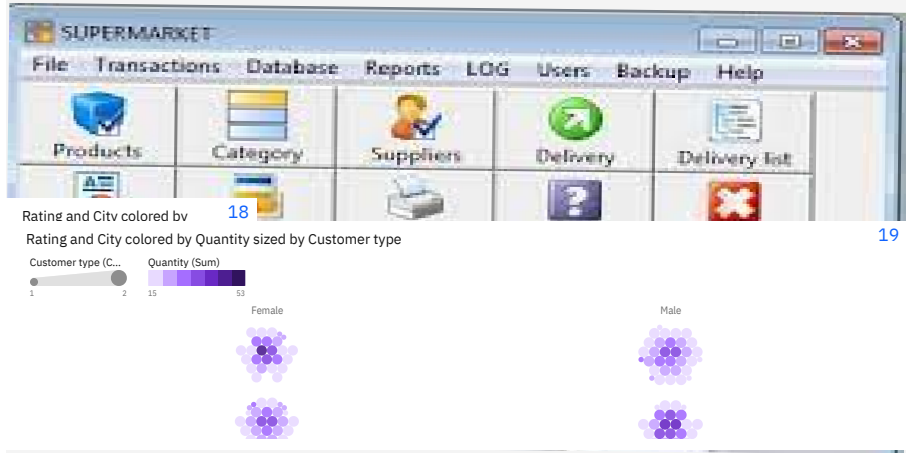 SUPERMARKET
File Transactions Database Reports LOG Users Backup Help
Products Category Suppliers Delivery Delivery list
Rating and City colored by 18
Rating and City colored by Quantity sized by Customer type 19
Customer type (C... Quantity (Sum)
1 2 15 53
Female Male